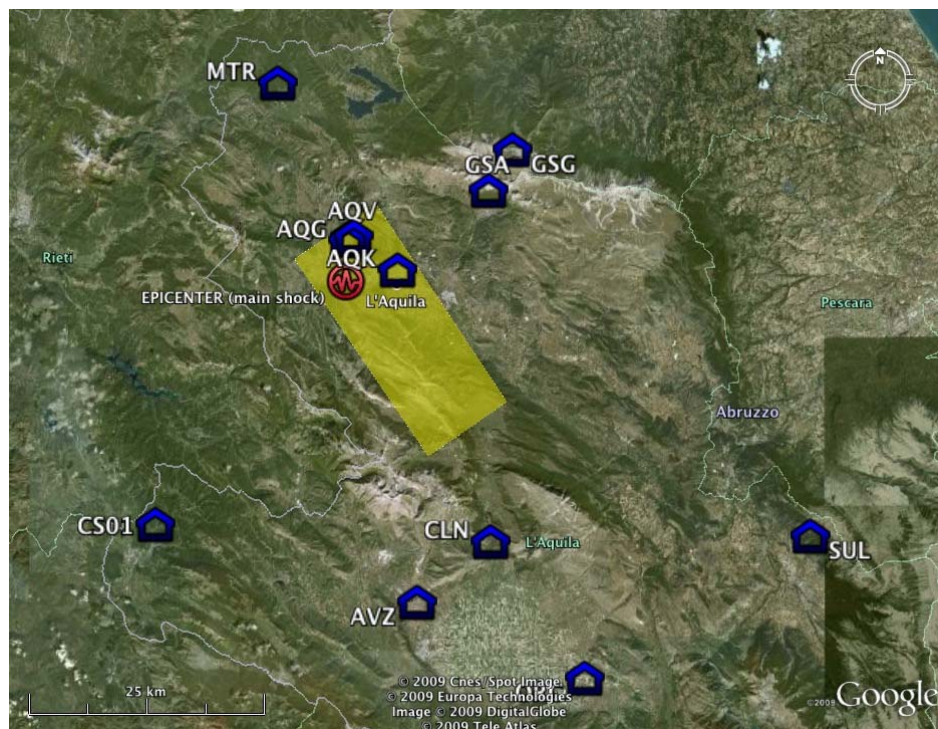 MTR
N
GSA
GSG
AQV
AQG
AQK
Rieti
EPICENTER (main shock)
L'Aquila
Pescara
Abruzzo
CS01
CLN
L'Aquila
SUL
AVZ
25 km
© 2009 Cnes/Spot Image
© 2009 Europa Technologies
Image © 2009 DigitalGlobe
© 2009 Tele Atlas
©2009 Google